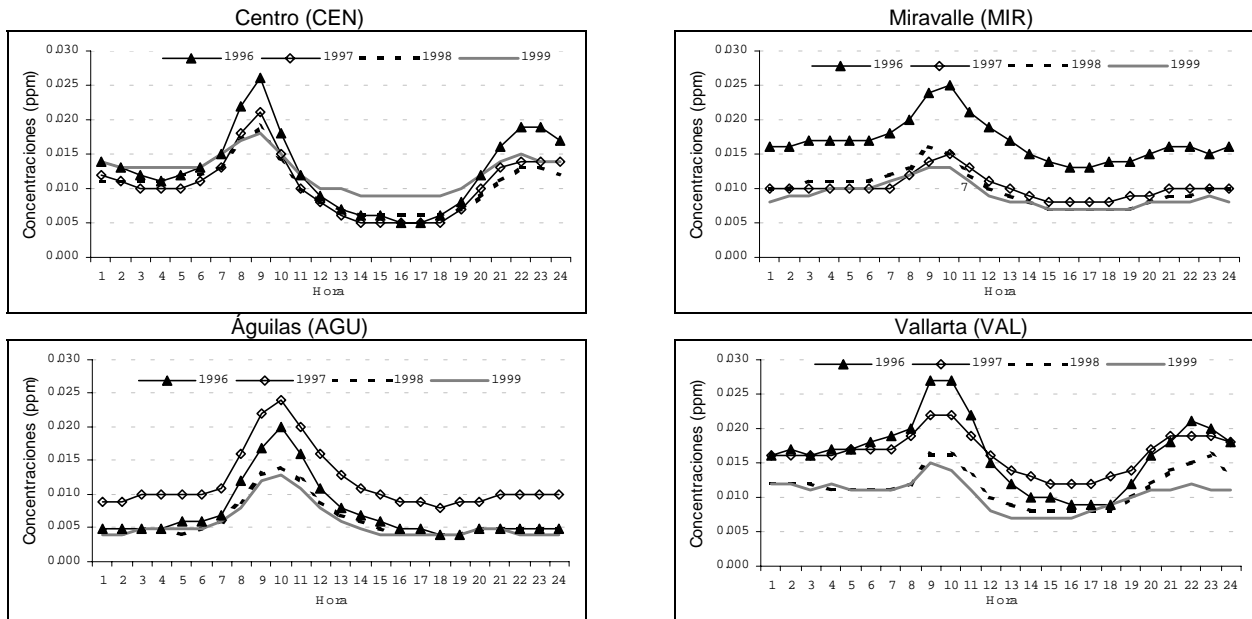 Centro (CEN)
Concentraciones (ppm)
0.030
0.025
0.020
0.015
0.010
0.005
0.000
1996 1997 1998 1999
1 2 3 4 5 6 7 8 9 10 11 12 13 14 15 16 17 18 19 20 21 22 23 24
Hora
Miravalle (MIR)
Concentraciones (ppm)
0.030
0.025
0.020
0.015
0.010
0.005
0.000
1996 1997 1998 1999
7
1 2 3 4 5 6 7 8 9 10 11 12 13 14 15 16 17 18 19 20 21 22 23 24
Hora
Águilas (AGU)
Concentraciones (ppm)
0.030
0.025
0.020
0.015
0.010
0.005
0.000
1996 1997 1998 1999
1 2 3 4 5 6 7 8 9 10 11 12 13 14 15 16 17 18 19 20 21 22 23 24
Hora
Vallarta (VAL)
Concentraciones (ppm)
0.030
0.025
0.020
0.015
0.010
0.005
0.000
1996 1997 1998 1999
1 2 3 4 5 6 7 8 9 10 11 12 13 14 15 16 17 18 19 20 21 22 23 24
Hora